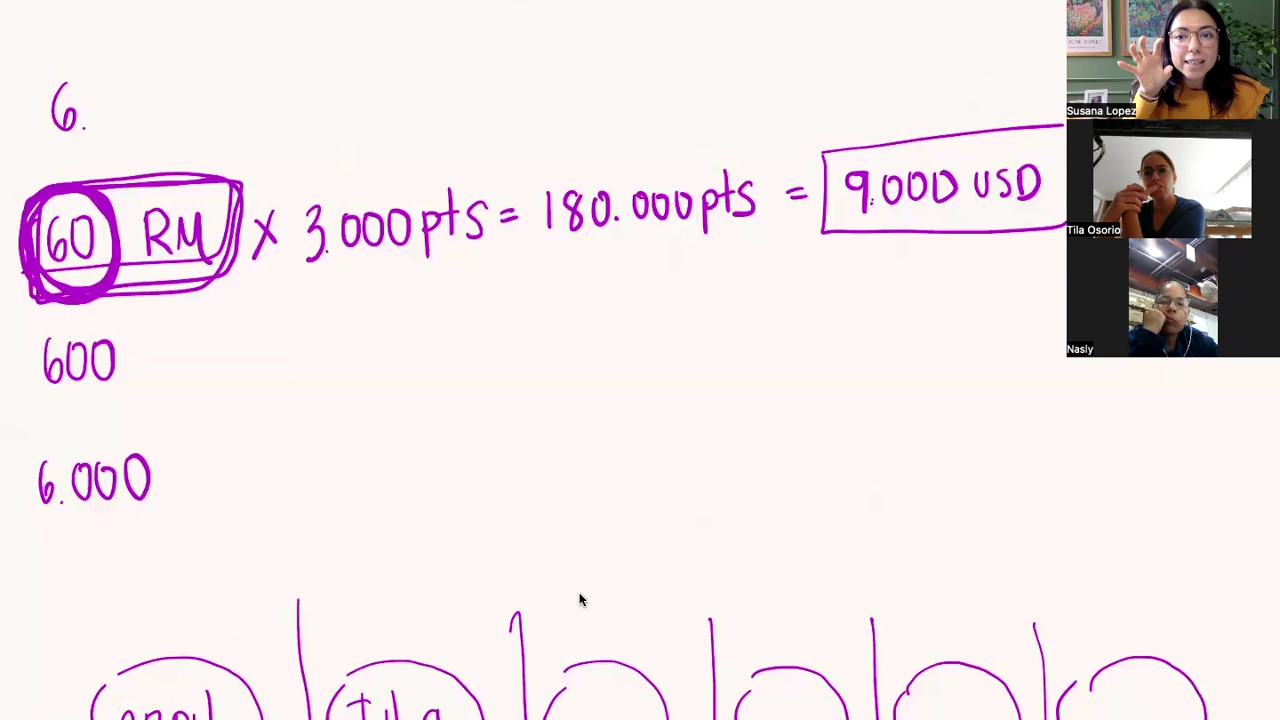 6.
60 RM x 3.000 pts = 180.000 pts = 9.000 USD
600
6.000
Susana Lopez
Tila Osorio
Nasly